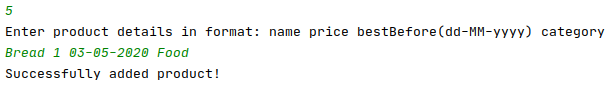 5
Enter product details in format: name price bestBefore(dd-MM-yyyy) category
Bread 1 03-05-2020 Food
Successfully added product!